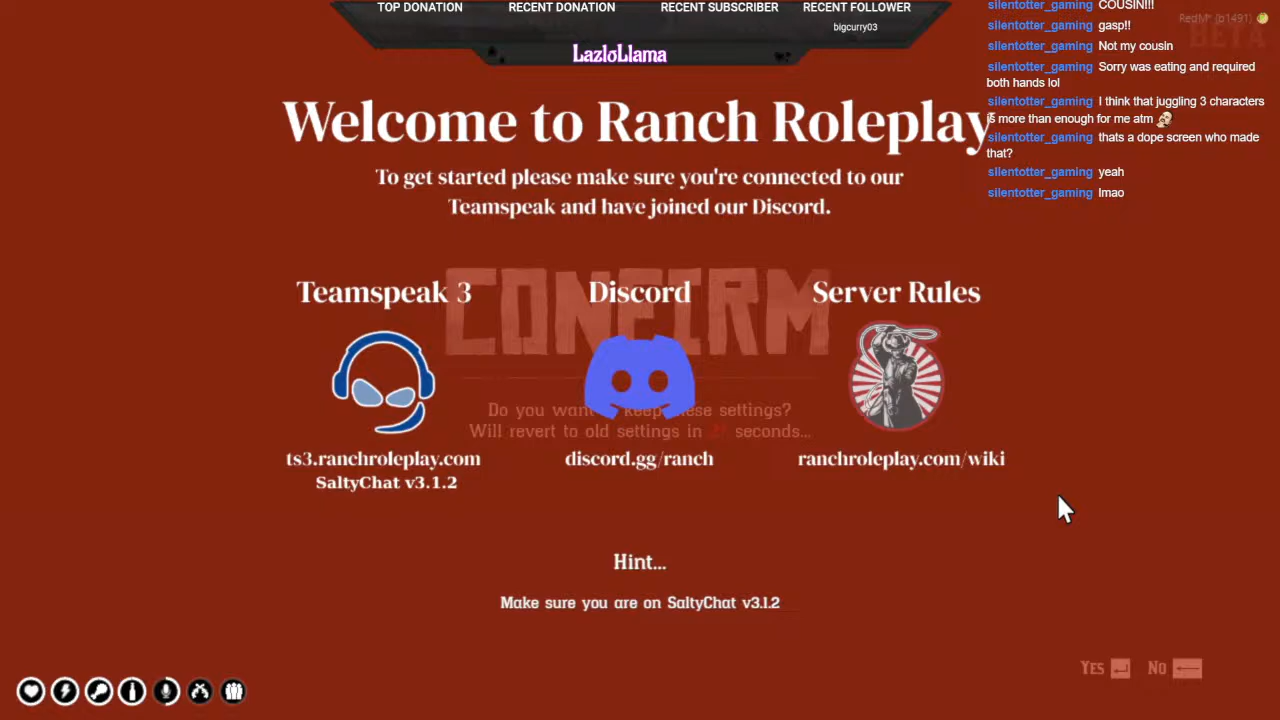 TOP DONATION RECENT DONATION RECENT SUBSCRIBER RECENT FOLLOWER
bigcurry03
LazloLlama
silentotter_gaming COUSIN!!!
silentotter_gaming gasp!!
silentotter_gaming Not my cousin
silentotter_gaming Sorry was eating and required
both hands lol
silentotter_gaming I think that juggling 3 characters
is more than enough for me atm
silentotter_gaming thats a dope screen who made
that?
silentotter_gaming yeah
silentotter_gaming lmao
RedM* (b1491)
BETA
Welcome to Ranch Roleplay
To get started please make sure you're connected to our
Teamspeak and have joined our Discord.
CONFIRM
Teamspeak 3 Discord Server Rules
Do you want keep these settings?
Will revert to old settings in seconds...
ts3.ranchroleplay.com discord.gg/ranch ranchroleplay.com/wiki
SaltyChat v3.1.2
Hint...
Make sure you are on SaltyChat v3.1.2
YES NO